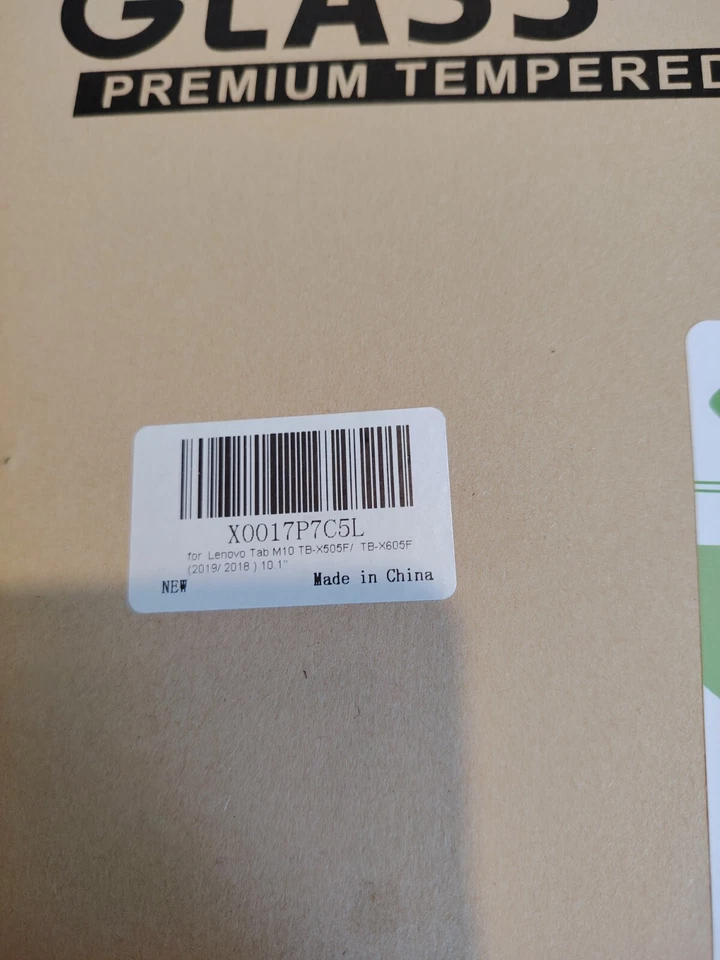 GLASS
PREMIUM TEMPERED
X0017P7C5L
for Lenovo Tab M10 TB-X505F/ TB-X605F
(2019/ 2018 ) 10.1"
NEW
Made in China